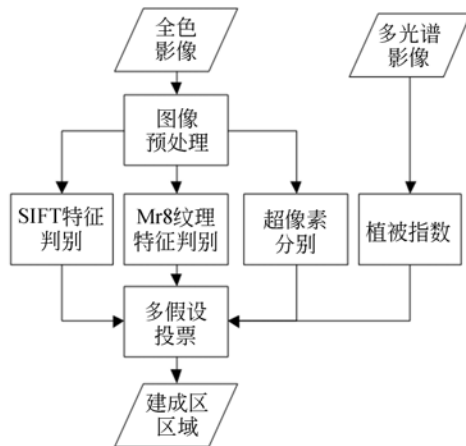 全色影像
多光谱
影像
图像
预处理
SIFT特征
判别
Mr8纹理
特征判别
超像素
分别
植被指数
多假设
投票
建成区
区域